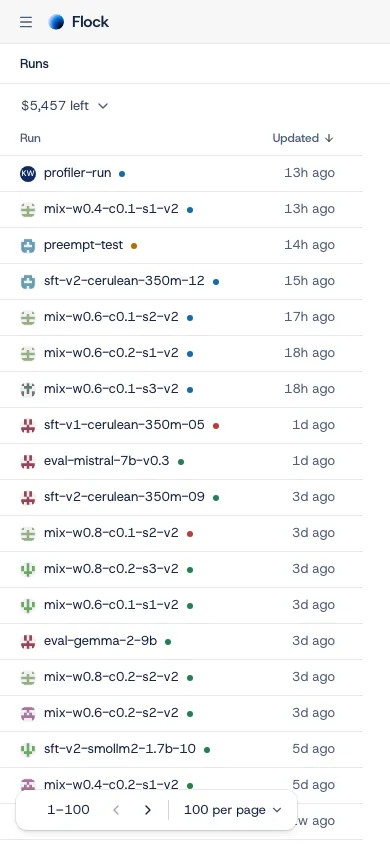 Flock
Runs
$5,457 left
Run Updated ↓
KW profiler-run 13h ago
mix-w0.4-c0.1-s1-v2 13h ago
preempt-test 14h ago
sft-v2-cerulean-350m-12 15h ago
mix-w0.6-c0.1-s2-v2 17h ago
mix-w0.6-c0.2-s1-v2 18h ago
mix-w0.6-c0.1-s3-v2 18h ago
sft-v1-cerulean-350m-05 1d ago
eval-mistral-7b-v0.3 1d ago
sft-v2-cerulean-350m-09 3d ago
mix-w0.8-c0.1-s2-v2 3d ago
mix-w0.8-c0.2-s3-v2 3d ago
mix-w0.6-c0.1-s1-v2 3d ago
eval-gemma-2-9b 3d ago
mix-w0.8-c0.2-s2-v2 3d ago
mix-w0.6-c0.2-s2-v2 3d ago
sft-v2-smollm2-1.7b-10 5d ago
mix-w0.4-c0.2-s1-v2 5d ago
1–100 100 per page
w ago